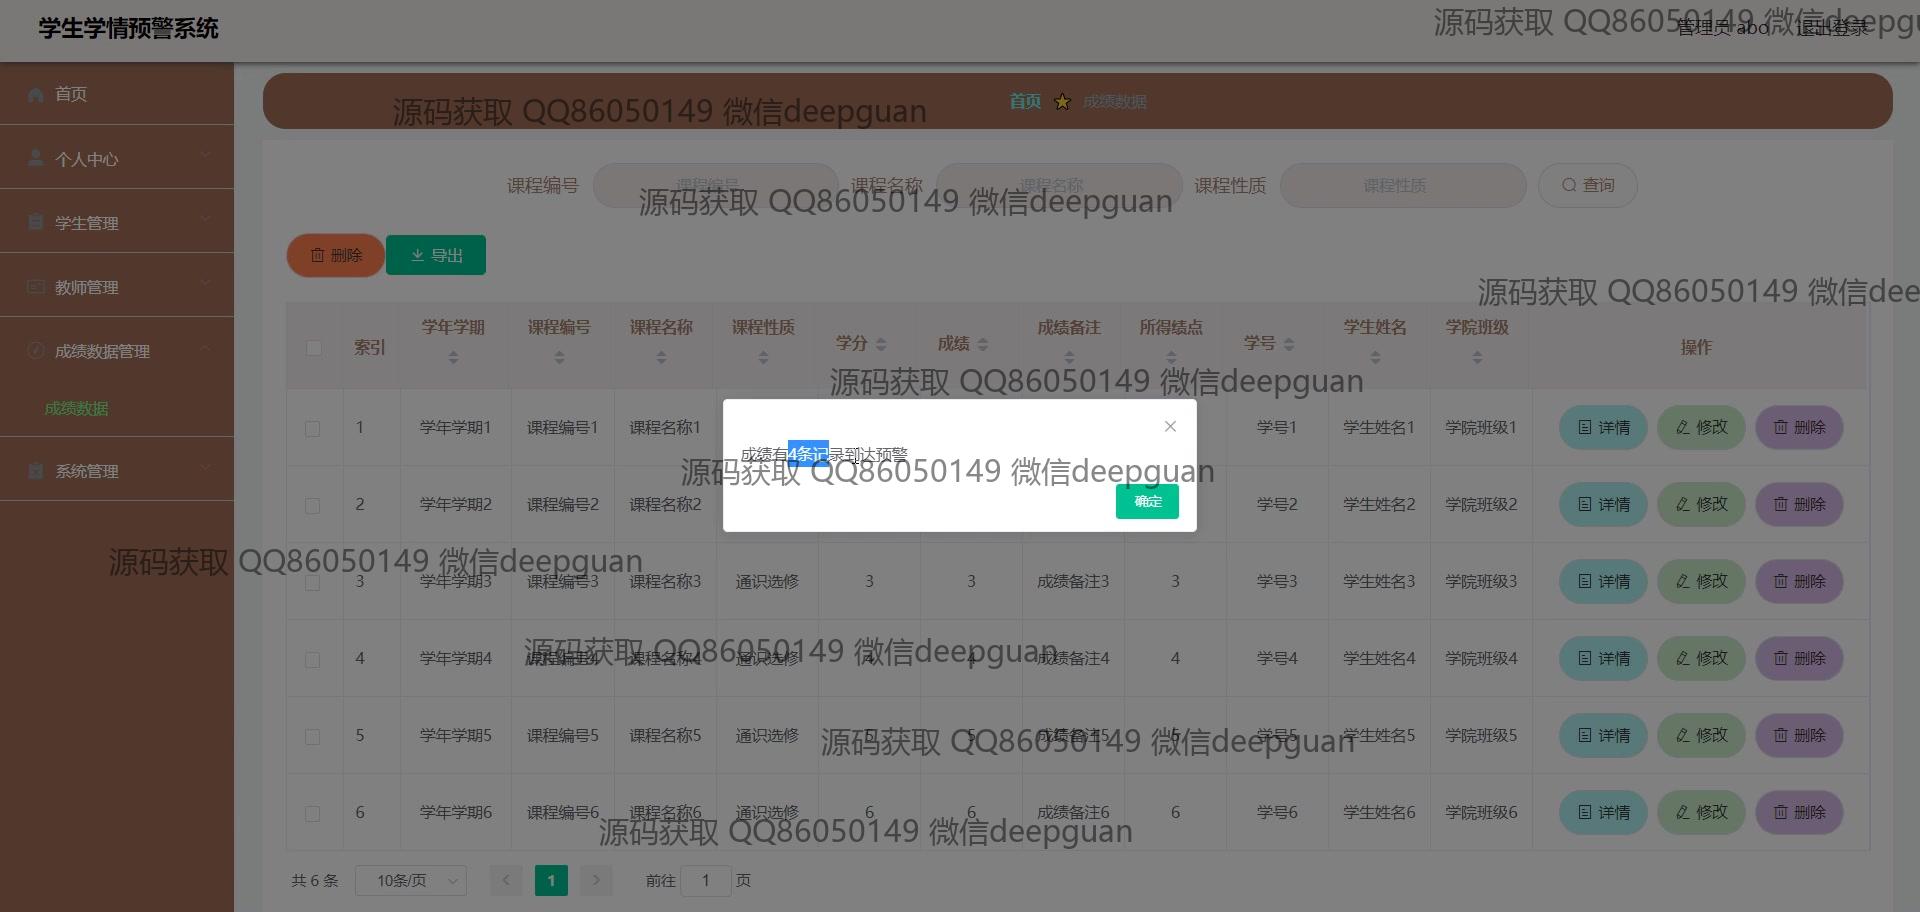 学生学情预警系统
源码获取 QQ86050149 微信deepgu
管理员 abo 退出登录
首页
源码获取 QQ86050149 微信deepguan
首页 成绩数据
个人中心
课程编号 课程编号 课程名称 课程名称 课程性质 课程性质 查询
源码获取 QQ86050149 微信deepguan
学生管理
删除 导出
教师管理
源码获取 QQ86050149 微信dee
索引 学年学期 课程编号 课程名称 课程性质 学分 成绩 成绩备注 所得绩点 学号 学生姓名 学院班级 操作
成绩数据管理
源码获取 QQ86050149 微信deepguan
成绩数据
1 学年学期1 课程编号1 课程名称1 学号1 学生姓名1 学院班级1 详情 修改 删除
成绩有4条记录到达预警
系统管理
源码获取 QQ86050149 微信deepguan
确定
2 学年学期2 课程编号2 课程名称2 学号2 学生姓名2 学院班级2 详情 修改 删除
源码获取 QQ86050149 微信deepguan
3 学年学期3 课程编号3 课程名称3 通识选修 3 3 成绩备注3 3 学号3 学生姓名3 学院班级3 详情 修改 删除
源码获取 QQ86050149 微信deepguan
4 学年学期4 课程编号4 课程名称4 通识选修 4 4 成绩备注4 4 学号4 学生姓名4 学院班级4 详情 修改 删除
5 学年学期5 课程编号5 课程名称5 通识选修 5 5 成绩备注5 5 学号5 学生姓名5 学院班级5 详情 修改 删除
源码获取 QQ86050149 微信deepguan
6 学年学期6 课程编号6 课程名称6 通识选修 6 6 成绩备注6 6 学号6 学生姓名6 学院班级6 详情 修改 删除
源码获取 QQ86050149 微信deepguan
共 6 条 10条/页 1 前往 1 页